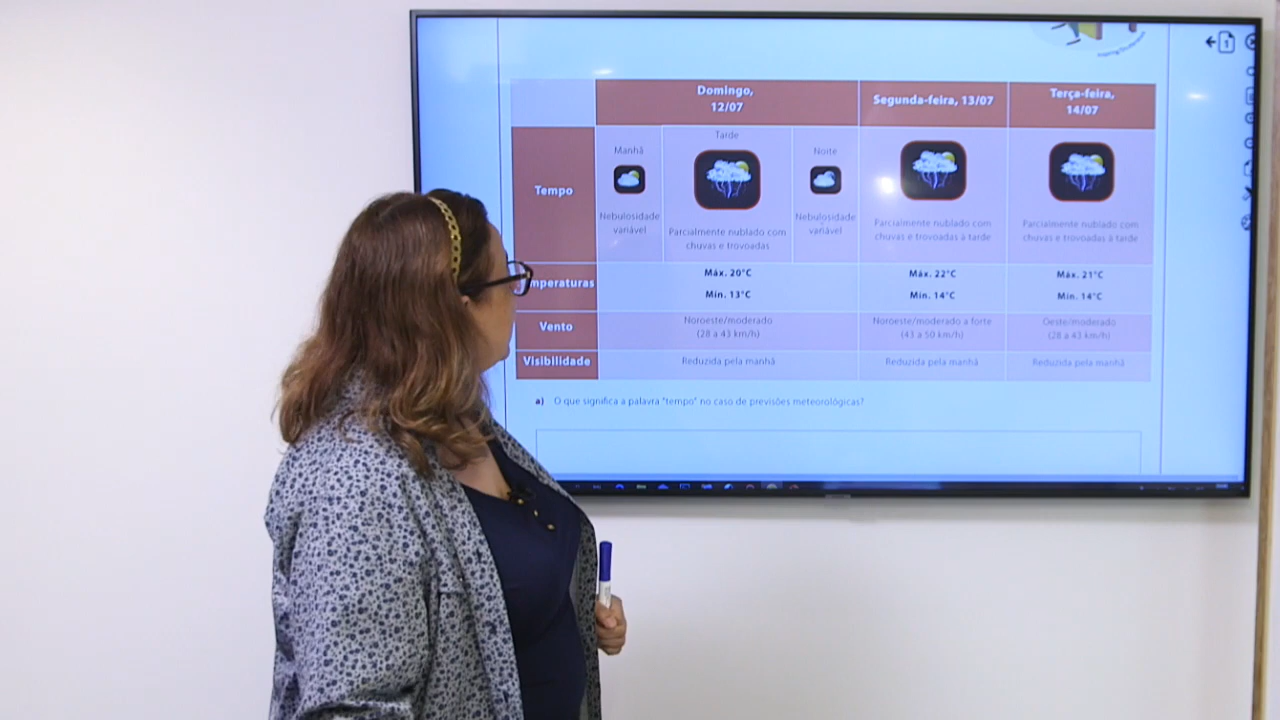 Domingo,
12/07
Segunda-feira, 13/07
Terça-feira,
14/07
Tempo
Manhã
Nebulosidade
variável
Tarde
Parcialmente nublado com
chuvas e trovoadas
Noite
Nebulosidade
variável
Parcialmente nublado com
chuvas e trovoadas à tarde
Parcialmente nublado com
chuvas e trovoadas à tarde
mperaturas
Máx. 20°C
Mín. 13°C
Máx. 22°C
Mín. 14°C
Máx. 21°C
Mín. 14°C
Vento
Noroeste/moderado
(28 a 43 km/h)
Noroeste/moderado a forte
(43 a 50 km/h)
Oeste/moderado
(28 a 43 km/h)
Visibilidade
Reduzida pela manhã
Reduzida pela manhã
Reduzida pela manhã
a) O que significa a palavra "tempo" no caso de previsões meteorológicas?
1